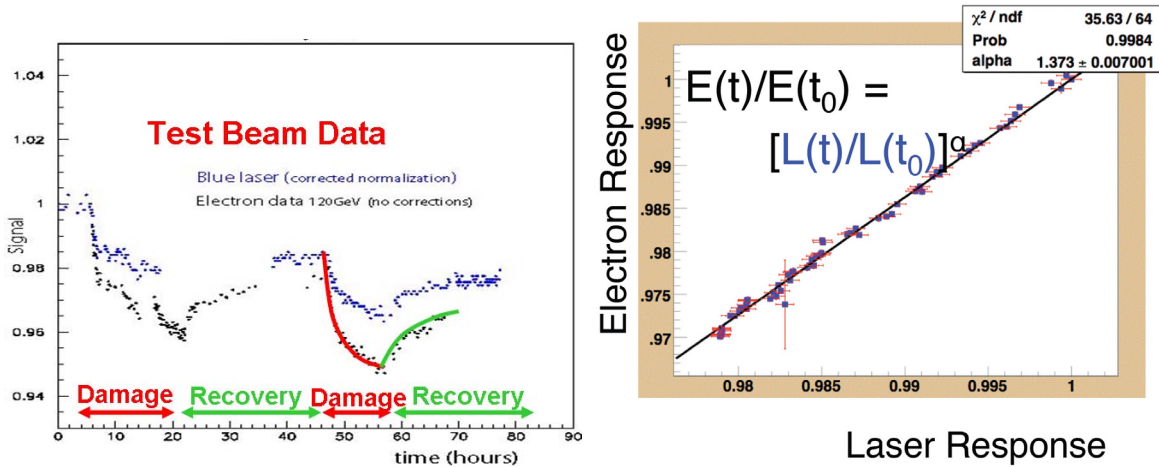 Test Beam Data
Blue laser (corrected normalization)
Electron data 120GeV (no corrections)
Signal
1.04
1.02
1
0.98
0.96
0.94
Damage
Recovery
Damage
Recovery
0 10 20 30 40 50 60 70 80 90
time (hours)
χ² / ndf 35.63 / 64
Prob 0.9984
alpha 1.373 ± 0.007001
E(t)/E(t₀) =
[L(t)/L(t₀)]^α
Electron Response
1
0.995
0.99
0.985
0.98
0.975
0.97
0.98 0.985 0.99 0.995 1
Laser Response